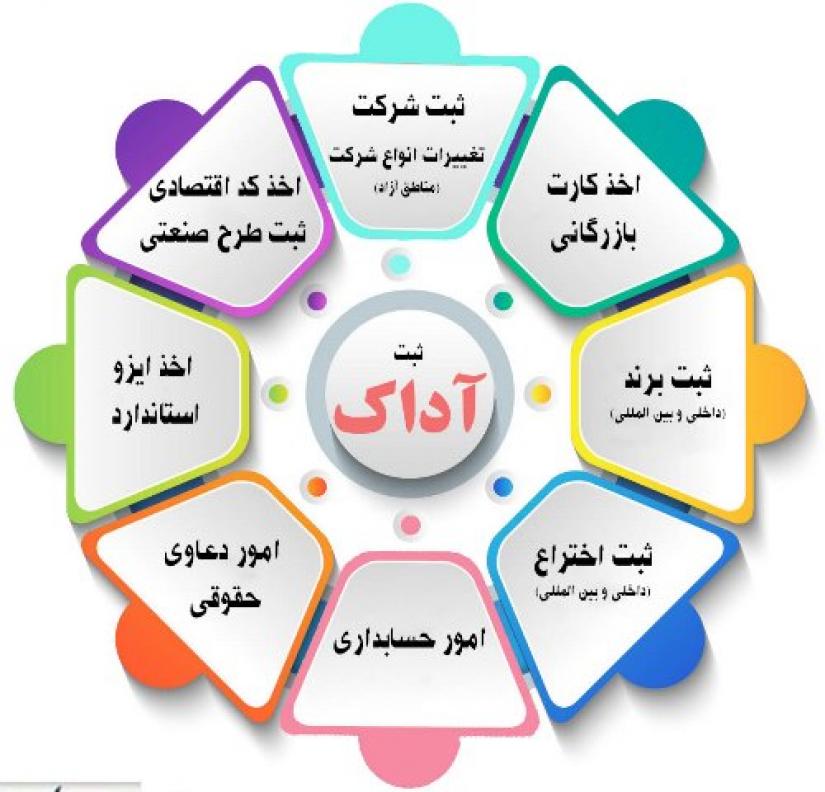 ثبت شرکت
تغییرات انواع شرکت
(مناطق آزاد)
اخذ کارت
بازرگانی
ثبت برند
(داخلی و بین المللی)
ثبت اختراع
(داخلی و بین المللی)
امور حسابداری
امور دعاوی
حقوقی
اخذ ایزو
استاندارد
اخذ کد اقتصادی
ثبت طرح صنعتی
ثبت
آداک